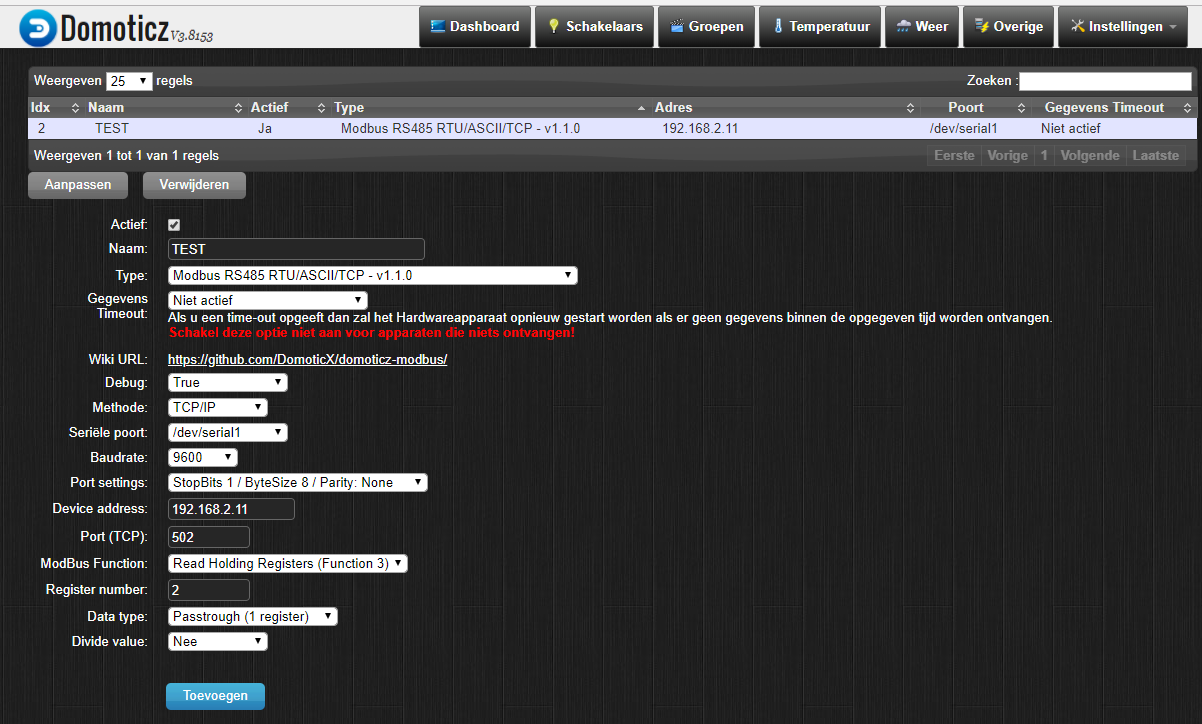 Domoticz V3.8153 Dashboard Schakelaars Groepen Temperatuur Weer Overige Instellingen
Weergeven 25 regels Zoeken :
Idx Naam Actief Type Adres Poort Gegevens Timeout
2 TEST Ja Modbus RS485 RTU/ASCII/TCP - v1.1.0 192.168.2.11 /dev/serial1 Niet actief
Weergeven 1 tot 1 van 1 regels Eerste Vorige 1 Volgende Laatste
Aanpassen Verwijderen
Actief:
Naam: TEST
Type: Modbus RS485 RTU/ASCII/TCP - v1.1.0
Gegevens Niet actief
Timeout: Als u een time-out opgeeft dan zal het Hardwareapparaat opnieuw gestart worden als er geen gegevens binnen de opgegeven tijd worden ontvangen.
Schakel deze optie niet aan voor apparaten die niets ontvangen!
Wiki URL: https://github.com/DomoticX/domoticz-modbus/
Debug: True
Methode: TCP/IP
Seriële poort: /dev/serial1
Baudrate: 9600
Port settings: StopBits 1 / ByteSize 8 / Parity: None
Device address: 192.168.2.11
Port (TCP): 502
ModBus Function: Read Holding Registers (Function 3)
Register number: 2
Data type: Passtrough (1 register)
Divide value: Nee
Toevoegen